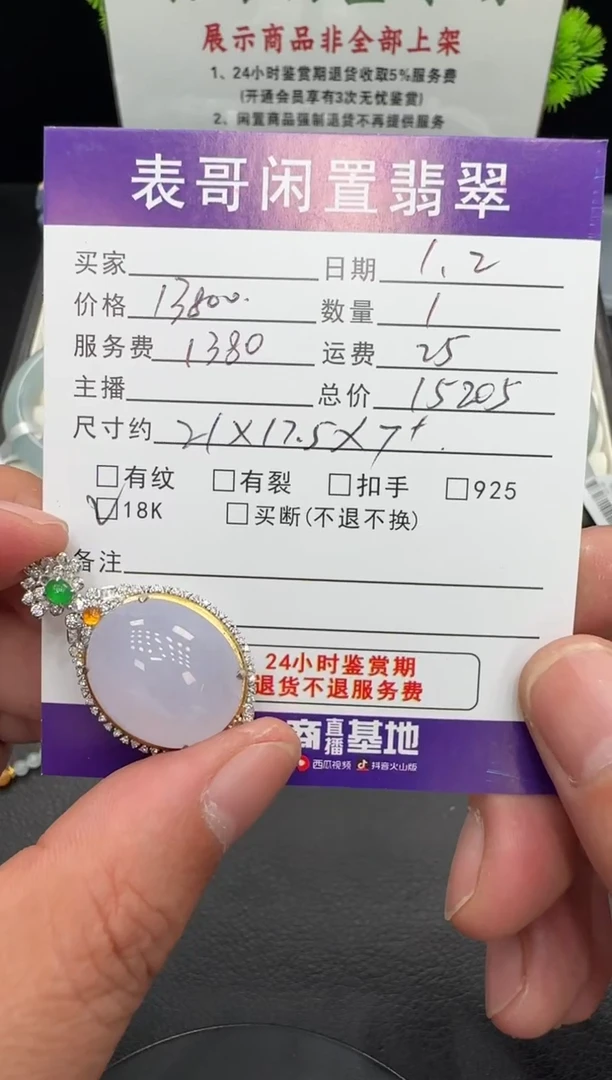 展示商品非全部上架
1、24小时鉴赏期退货收取5%服务费
(开通会员享有3次无忧鉴赏)
2、闲置商品强制退货不再提供服务
表哥闲置翡翠
买家 日期 1.2
价格 13800. 数量 1
服务费 1380 运费 25
主播 总价 15205
尺寸约 21X17.5X7+.
□有纹 □有裂 □扣手 □925
☑18K □买断(不退不换)
备注
24小时鉴赏期
退货不退服务费
商直播基地
西瓜视频 抖音火山版